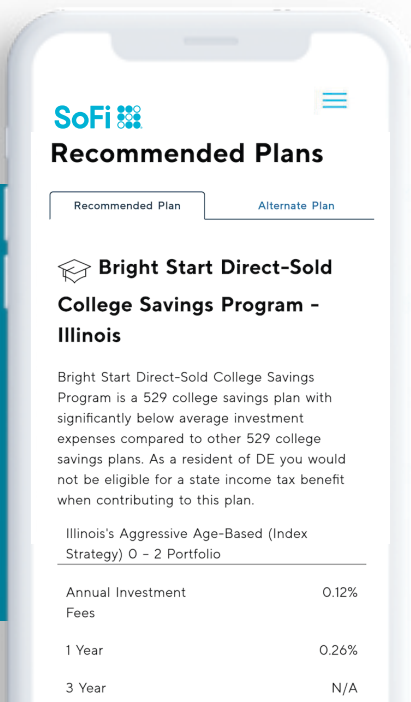 SoFi
Recommended Plans
Recommended Plan
Alternate Plan
Bright Start Direct-Sold
College Savings Program -
Illinois
Bright Start Direct-Sold College Savings
Program is a 529 college savings plan with
significantly below average investment
expenses compared to other 529 college
savings plans. As a resident of DE you would
not be eligible for a state income tax benefit
when contributing to this plan.
Illinois's Aggressive Age-Based (Index
Strategy) 0 – 2 Portfolio
Annual Investment 0.12%
Fees
1 Year 0.26%
3 Year N/A